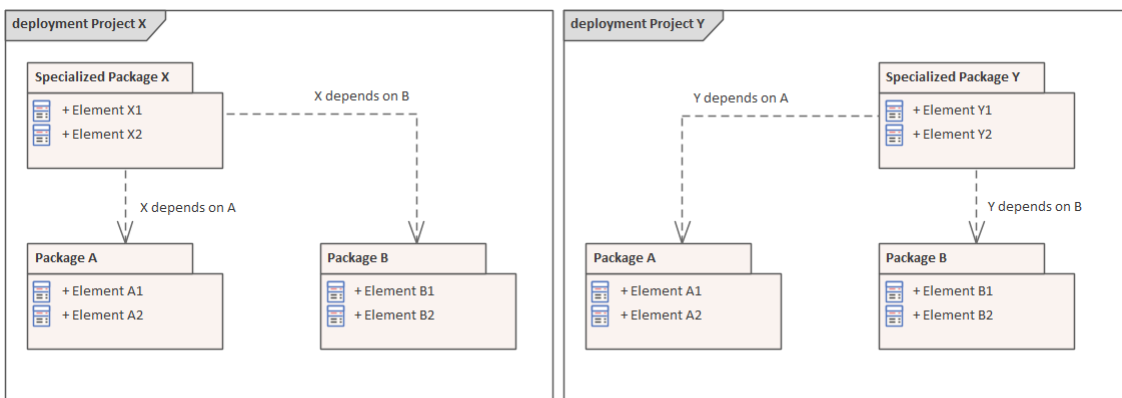 deployment Project X
Specialized Package X
+ Element X1
+ Element X2
X depends on B
X depends on A
Package A
+ Element A1
+ Element A2
Package B
+ Element B1
+ Element B2
deployment Project Y
Specialized Package Y
+ Element Y1
+ Element Y2
Y depends on A
Y depends on B
Package A
+ Element A1
+ Element A2
Package B
+ Element B1
+ Element B2